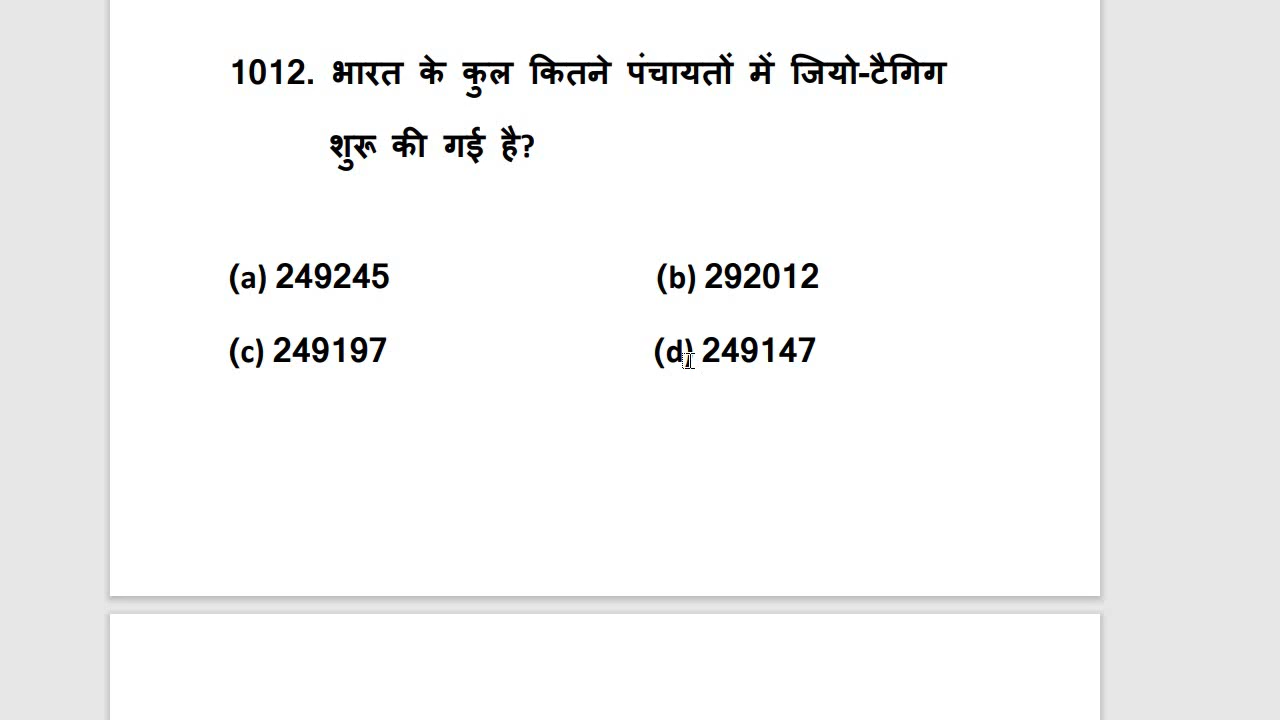 1012. भारत के कुल कितने पंचायतों में जियो-टैगिग
शुरू की गई है?
(a) 249245 (b) 292012
(c) 249197 (d) 249147